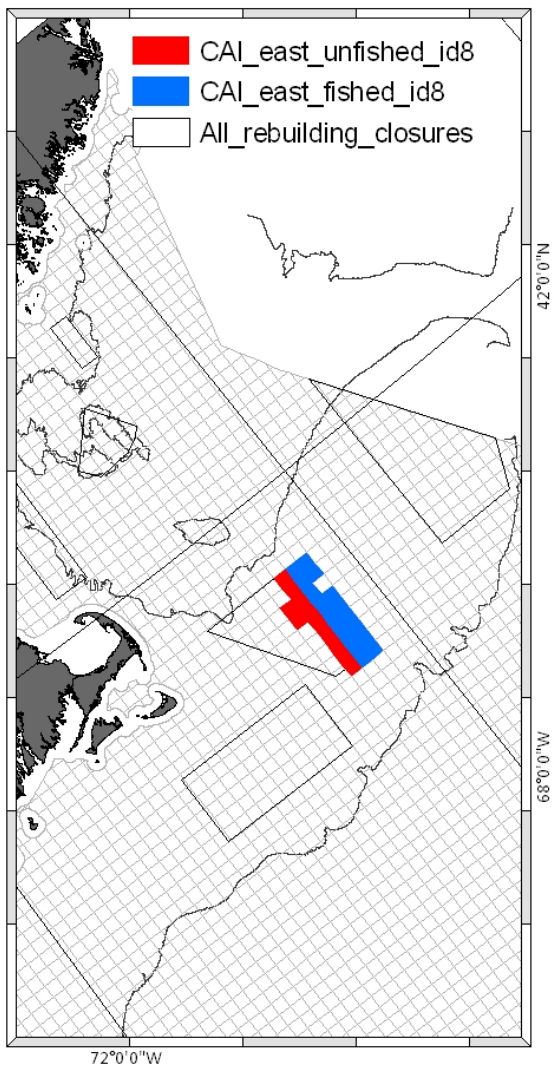 CAI_east_unfished_id8
CAI_east_fished_id8
All_rebuilding_closures
42°0'0"N
68°0'0"W
72°0'0"W